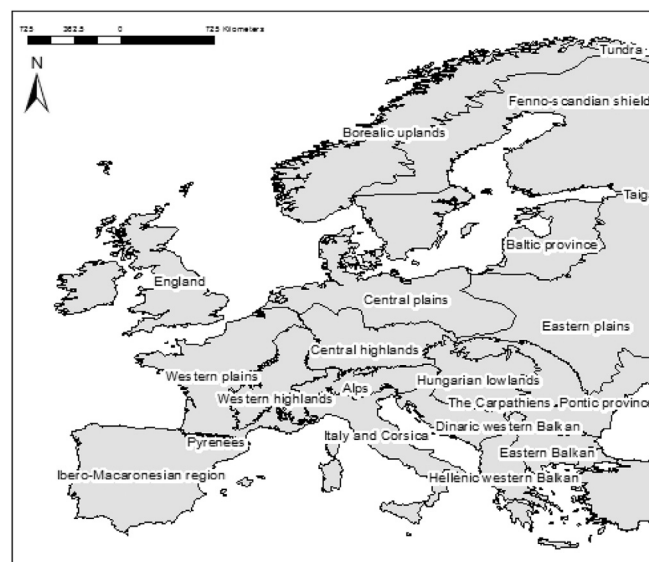 725 362.5 0 725 Kilometers
N
Tundra
Fenno-scandian shield
Borealic uplands
Taiga
Baltic province
England
Central plains
Eastern plains
Central highlands
Western plains
Alps
Hungarian lowlands
Western highlands
The Carpathiens
Pontic province
Dinaric western Balkan
Italy and Corsica
Pyrenees
Eastern Balkan
Ibero-Macaronesian region
Hellenic western Balkan